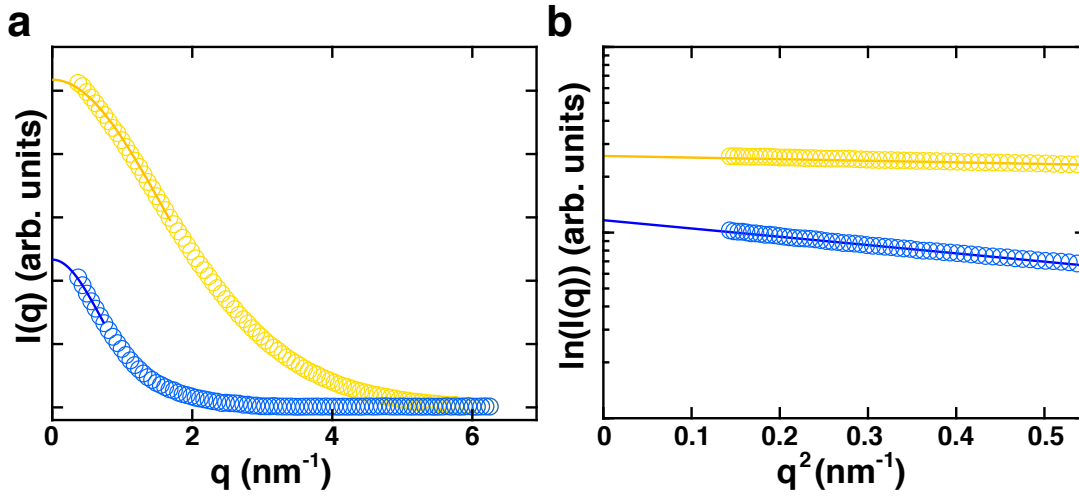 a
I(q) (arb. units)
0 2 4 6
q (nm⁻¹)
b
ln(I(q)) (arb. units)
0 0.1 0.2 0.3 0.4 0.5
q² (nm⁻¹)